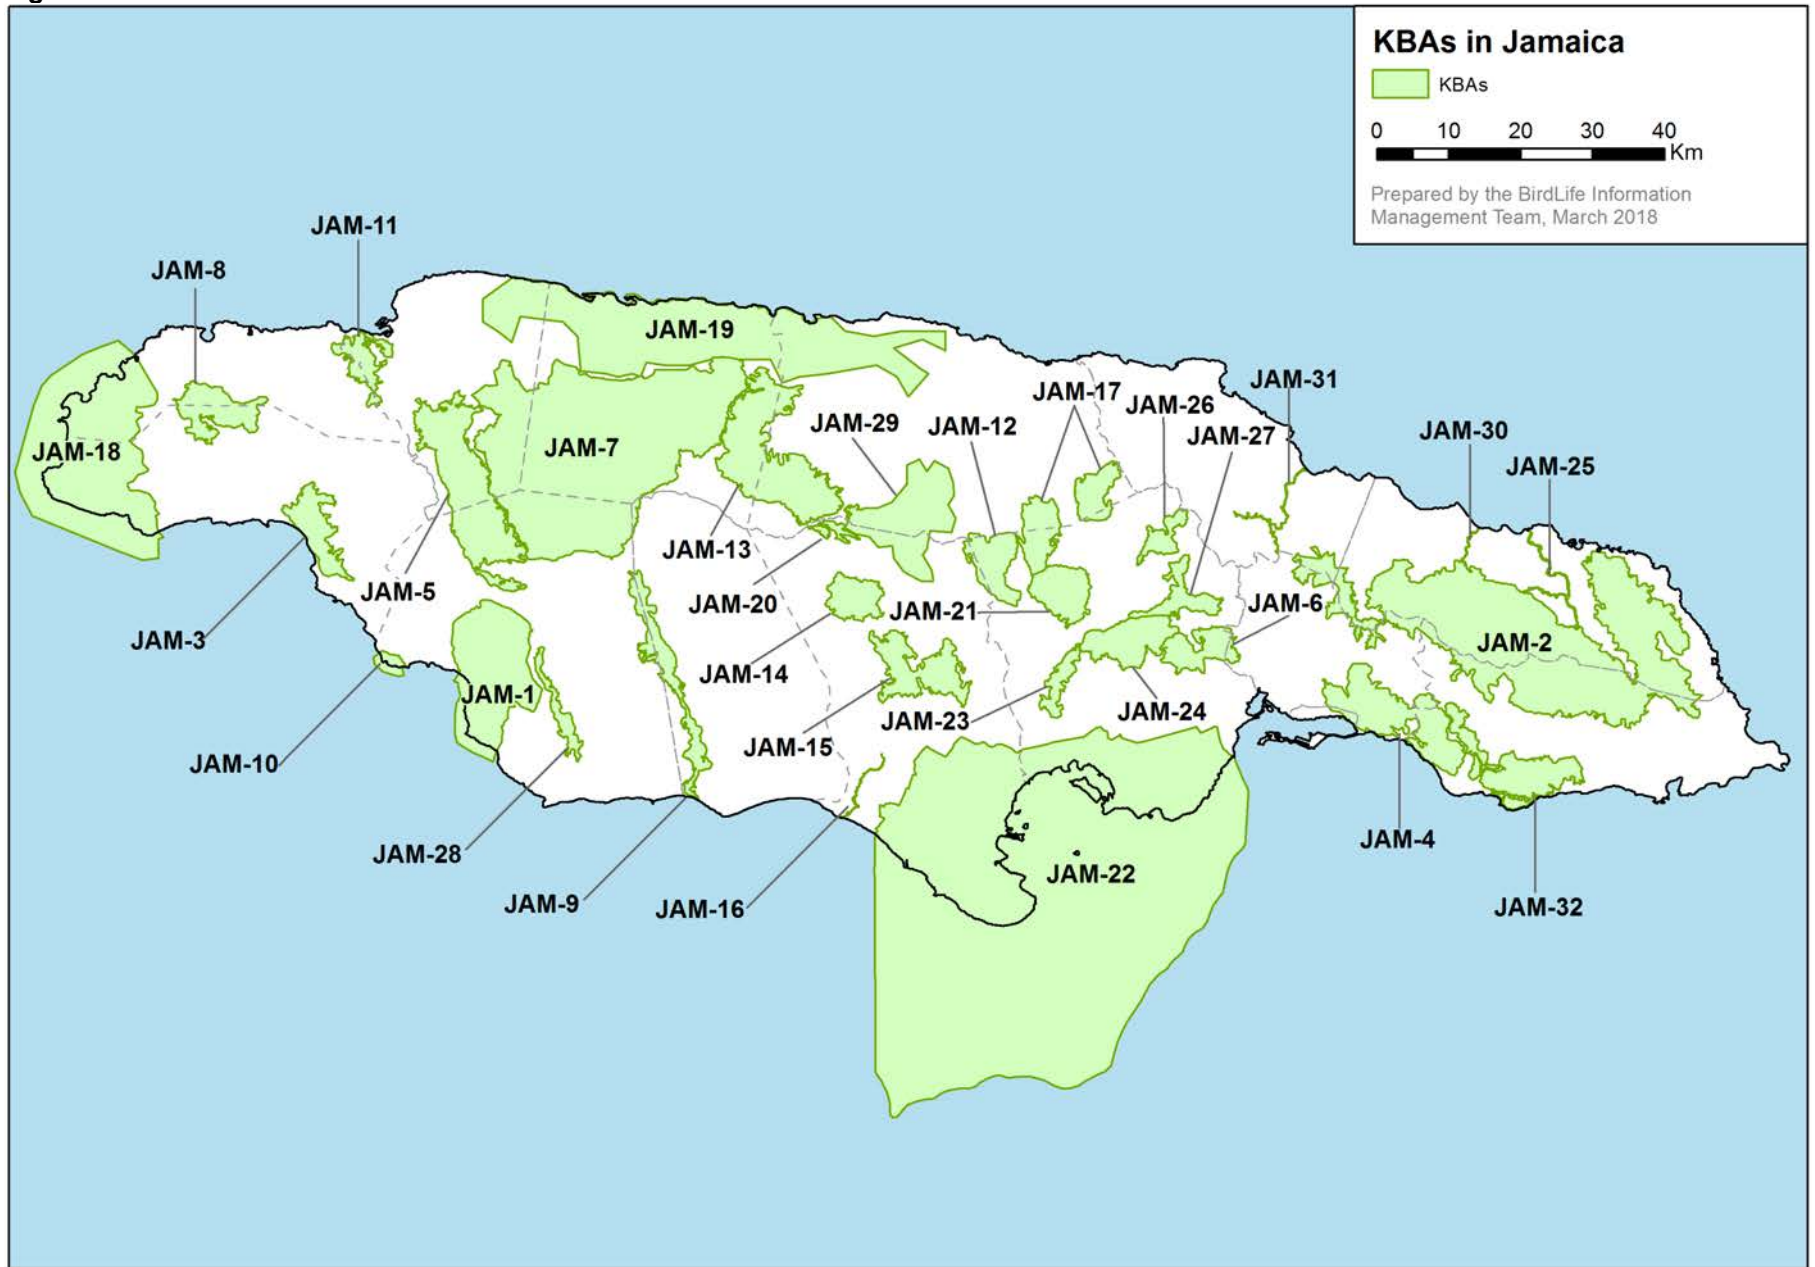 KBAs in Jamaica
KBAs
0 10 20 30 40
Km
Prepared by the BirdLife Information
Management Team, March 2018
JAM-11
JAM-8
JAM-19
JAM-31
JAM-17
JAM-26
JAM-29
JAM-12
JAM-27
JAM-30
JAM-18
JAM-7
JAM-25
JAM-13
JAM-5
JAM-20
JAM-21
JAM-6
JAM-3
JAM-2
JAM-14
JAM-1
JAM-23
JAM-24
JAM-15
JAM-10
JAM-4
JAM-28
JAM-22
JAM-9
JAM-16
JAM-32